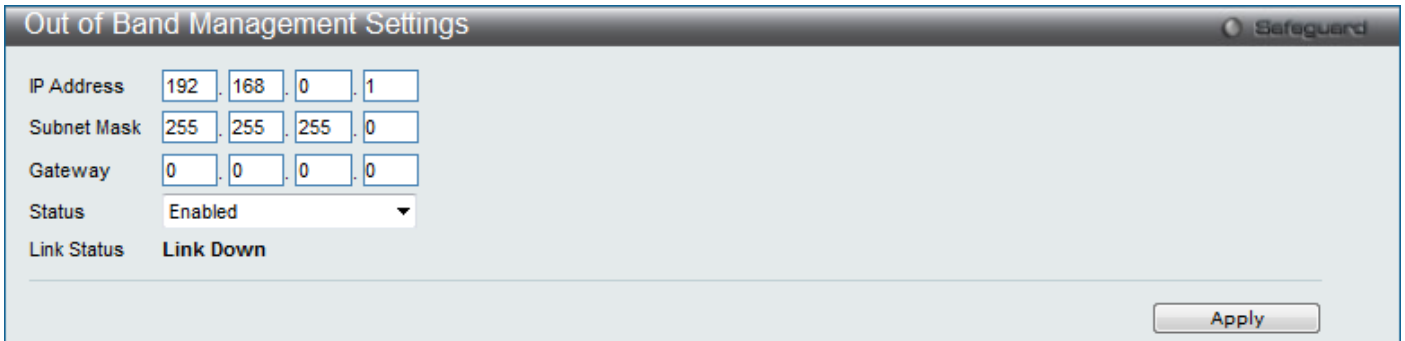 Out of Band Management Settings Safeguard
IP Address 192 . 168 . 0 . 1
Subnet Mask 255 . 255 . 255 . 0
Gateway 0 . 0 . 0 . 0
Status Enabled
Link Status Link Down
Apply